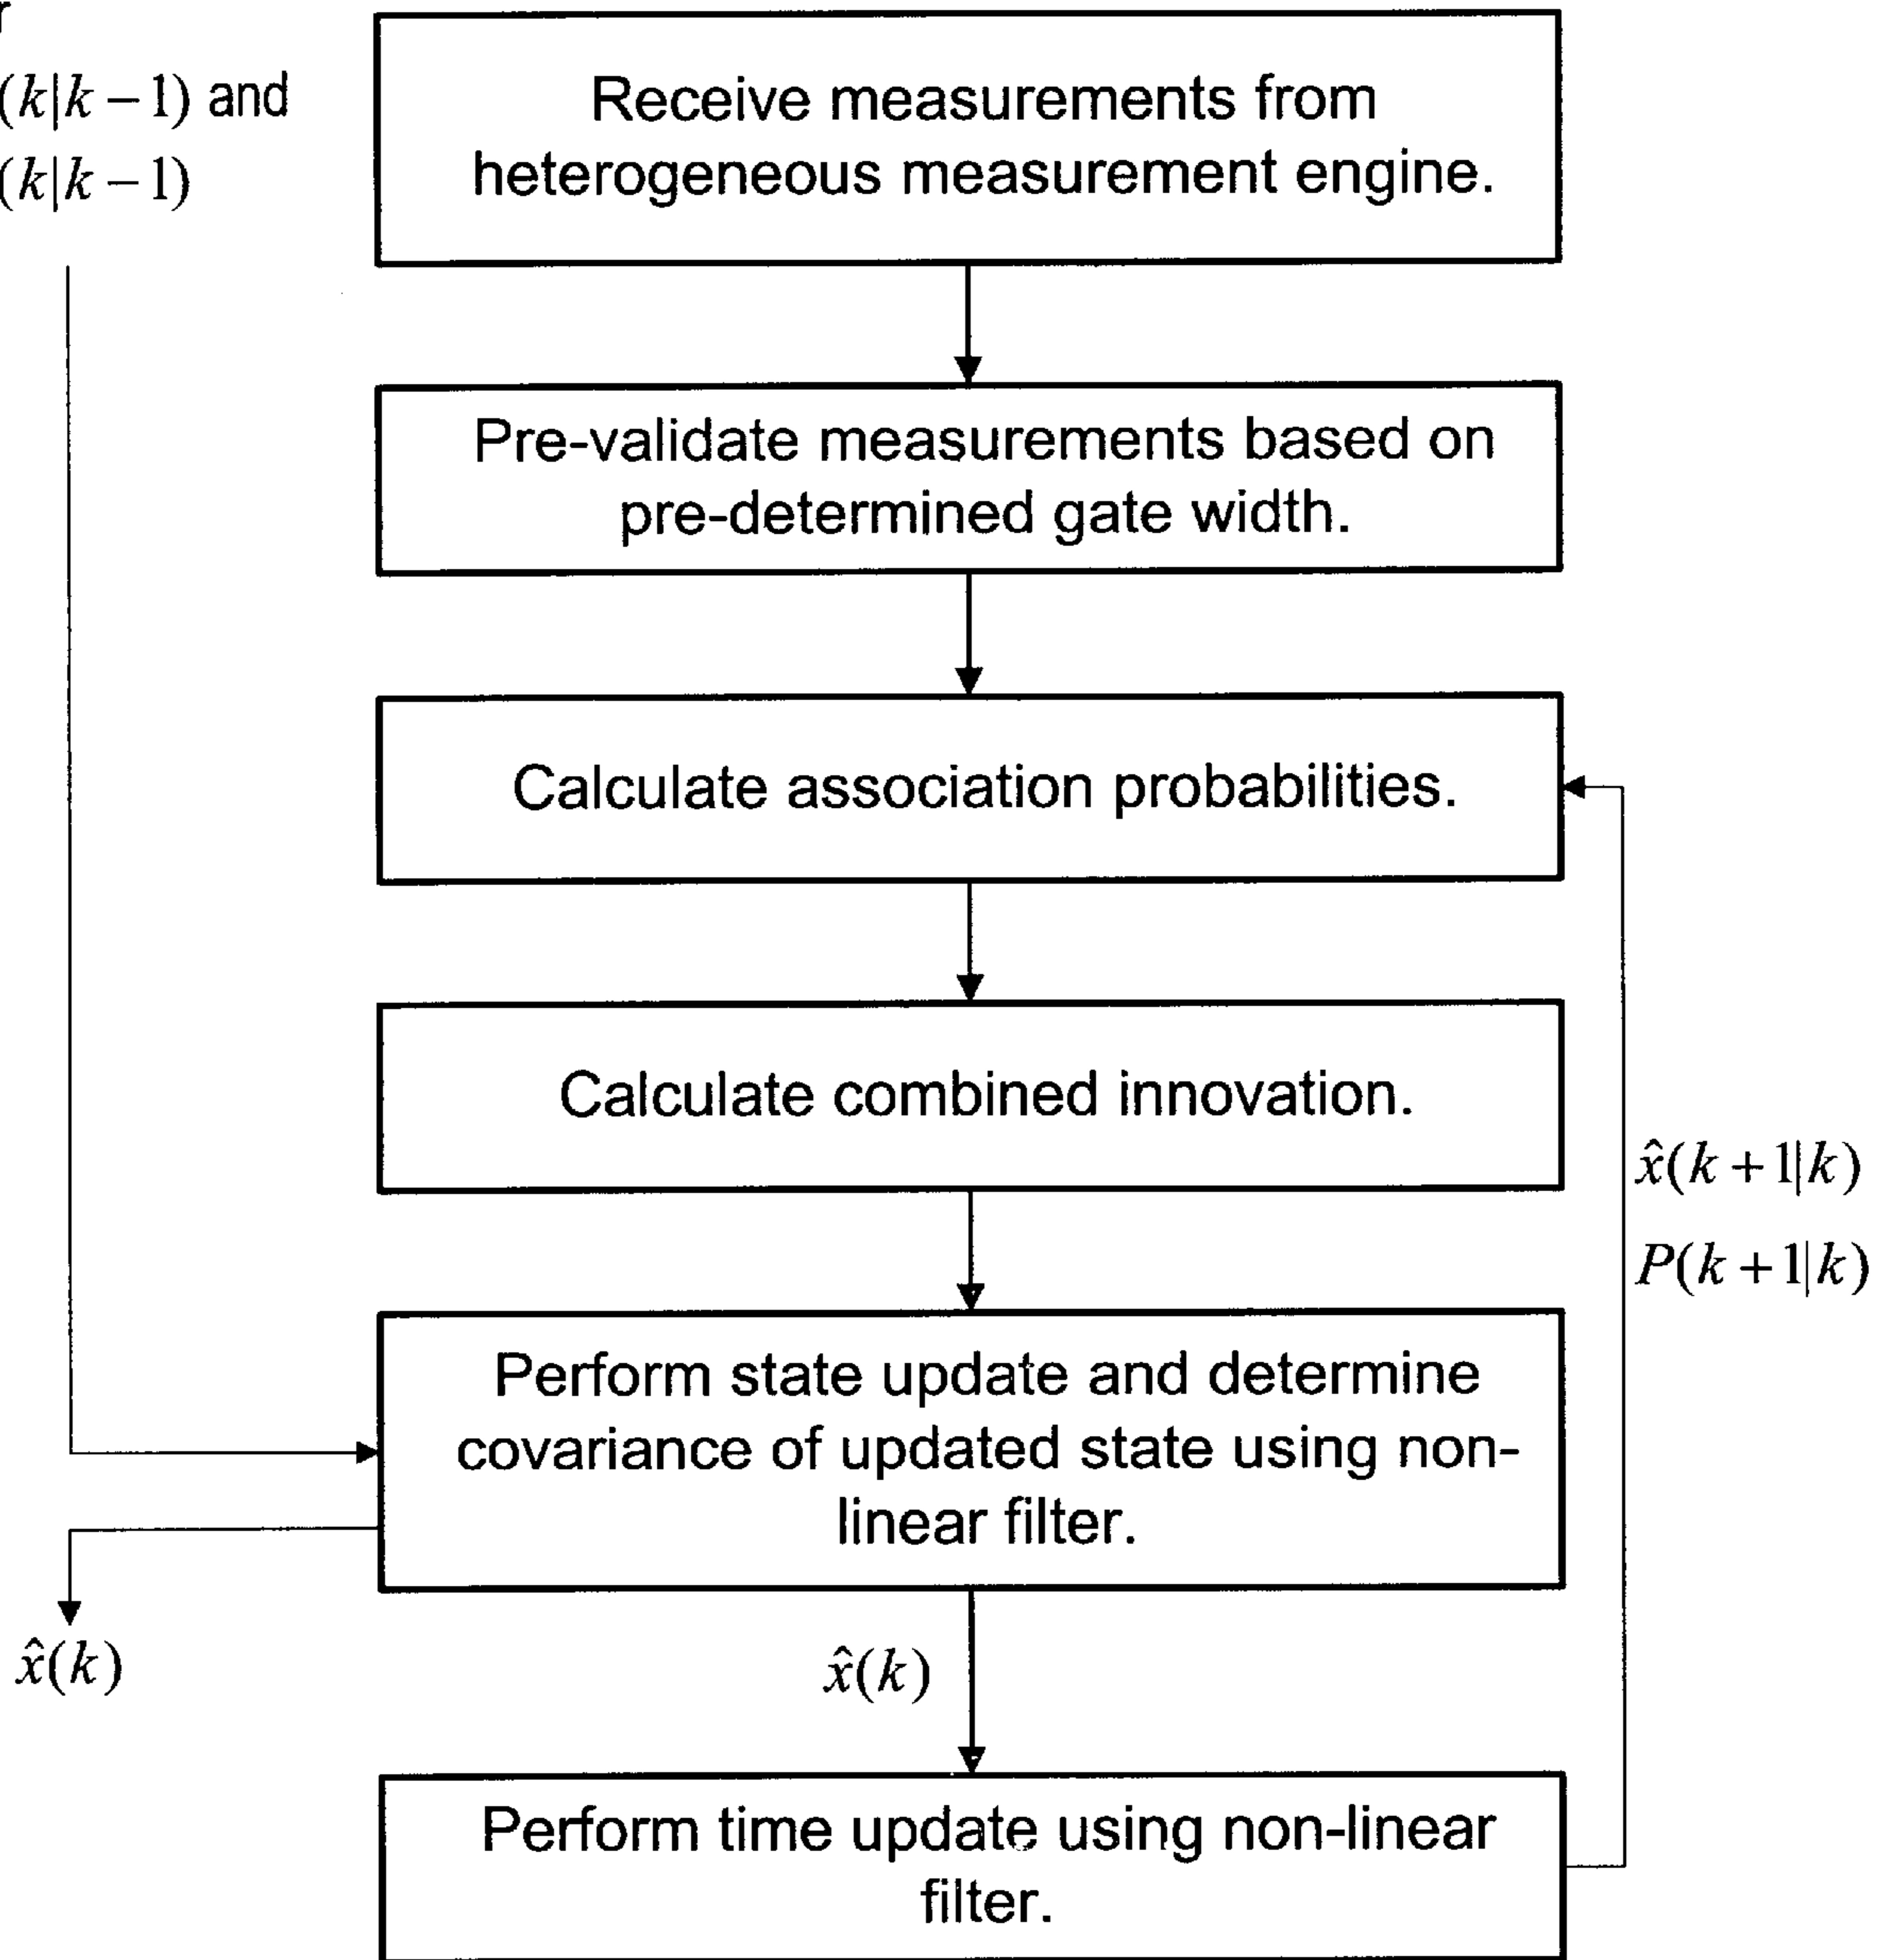 (k|k – 1) and
(k|k – 1)
Receive measurements from
heterogeneous measurement engine.
Pre-validate measurements based on
pre-determined gate width.
Calculate association probabilities.
Calculate combined innovation.
x̂(k + 1|k)
P(k + 1|k)
Perform state update and determine
covariance of updated state using non-
linear filter.
x̂(k)
x̂(k)
Perform time update using non-linear
filter.